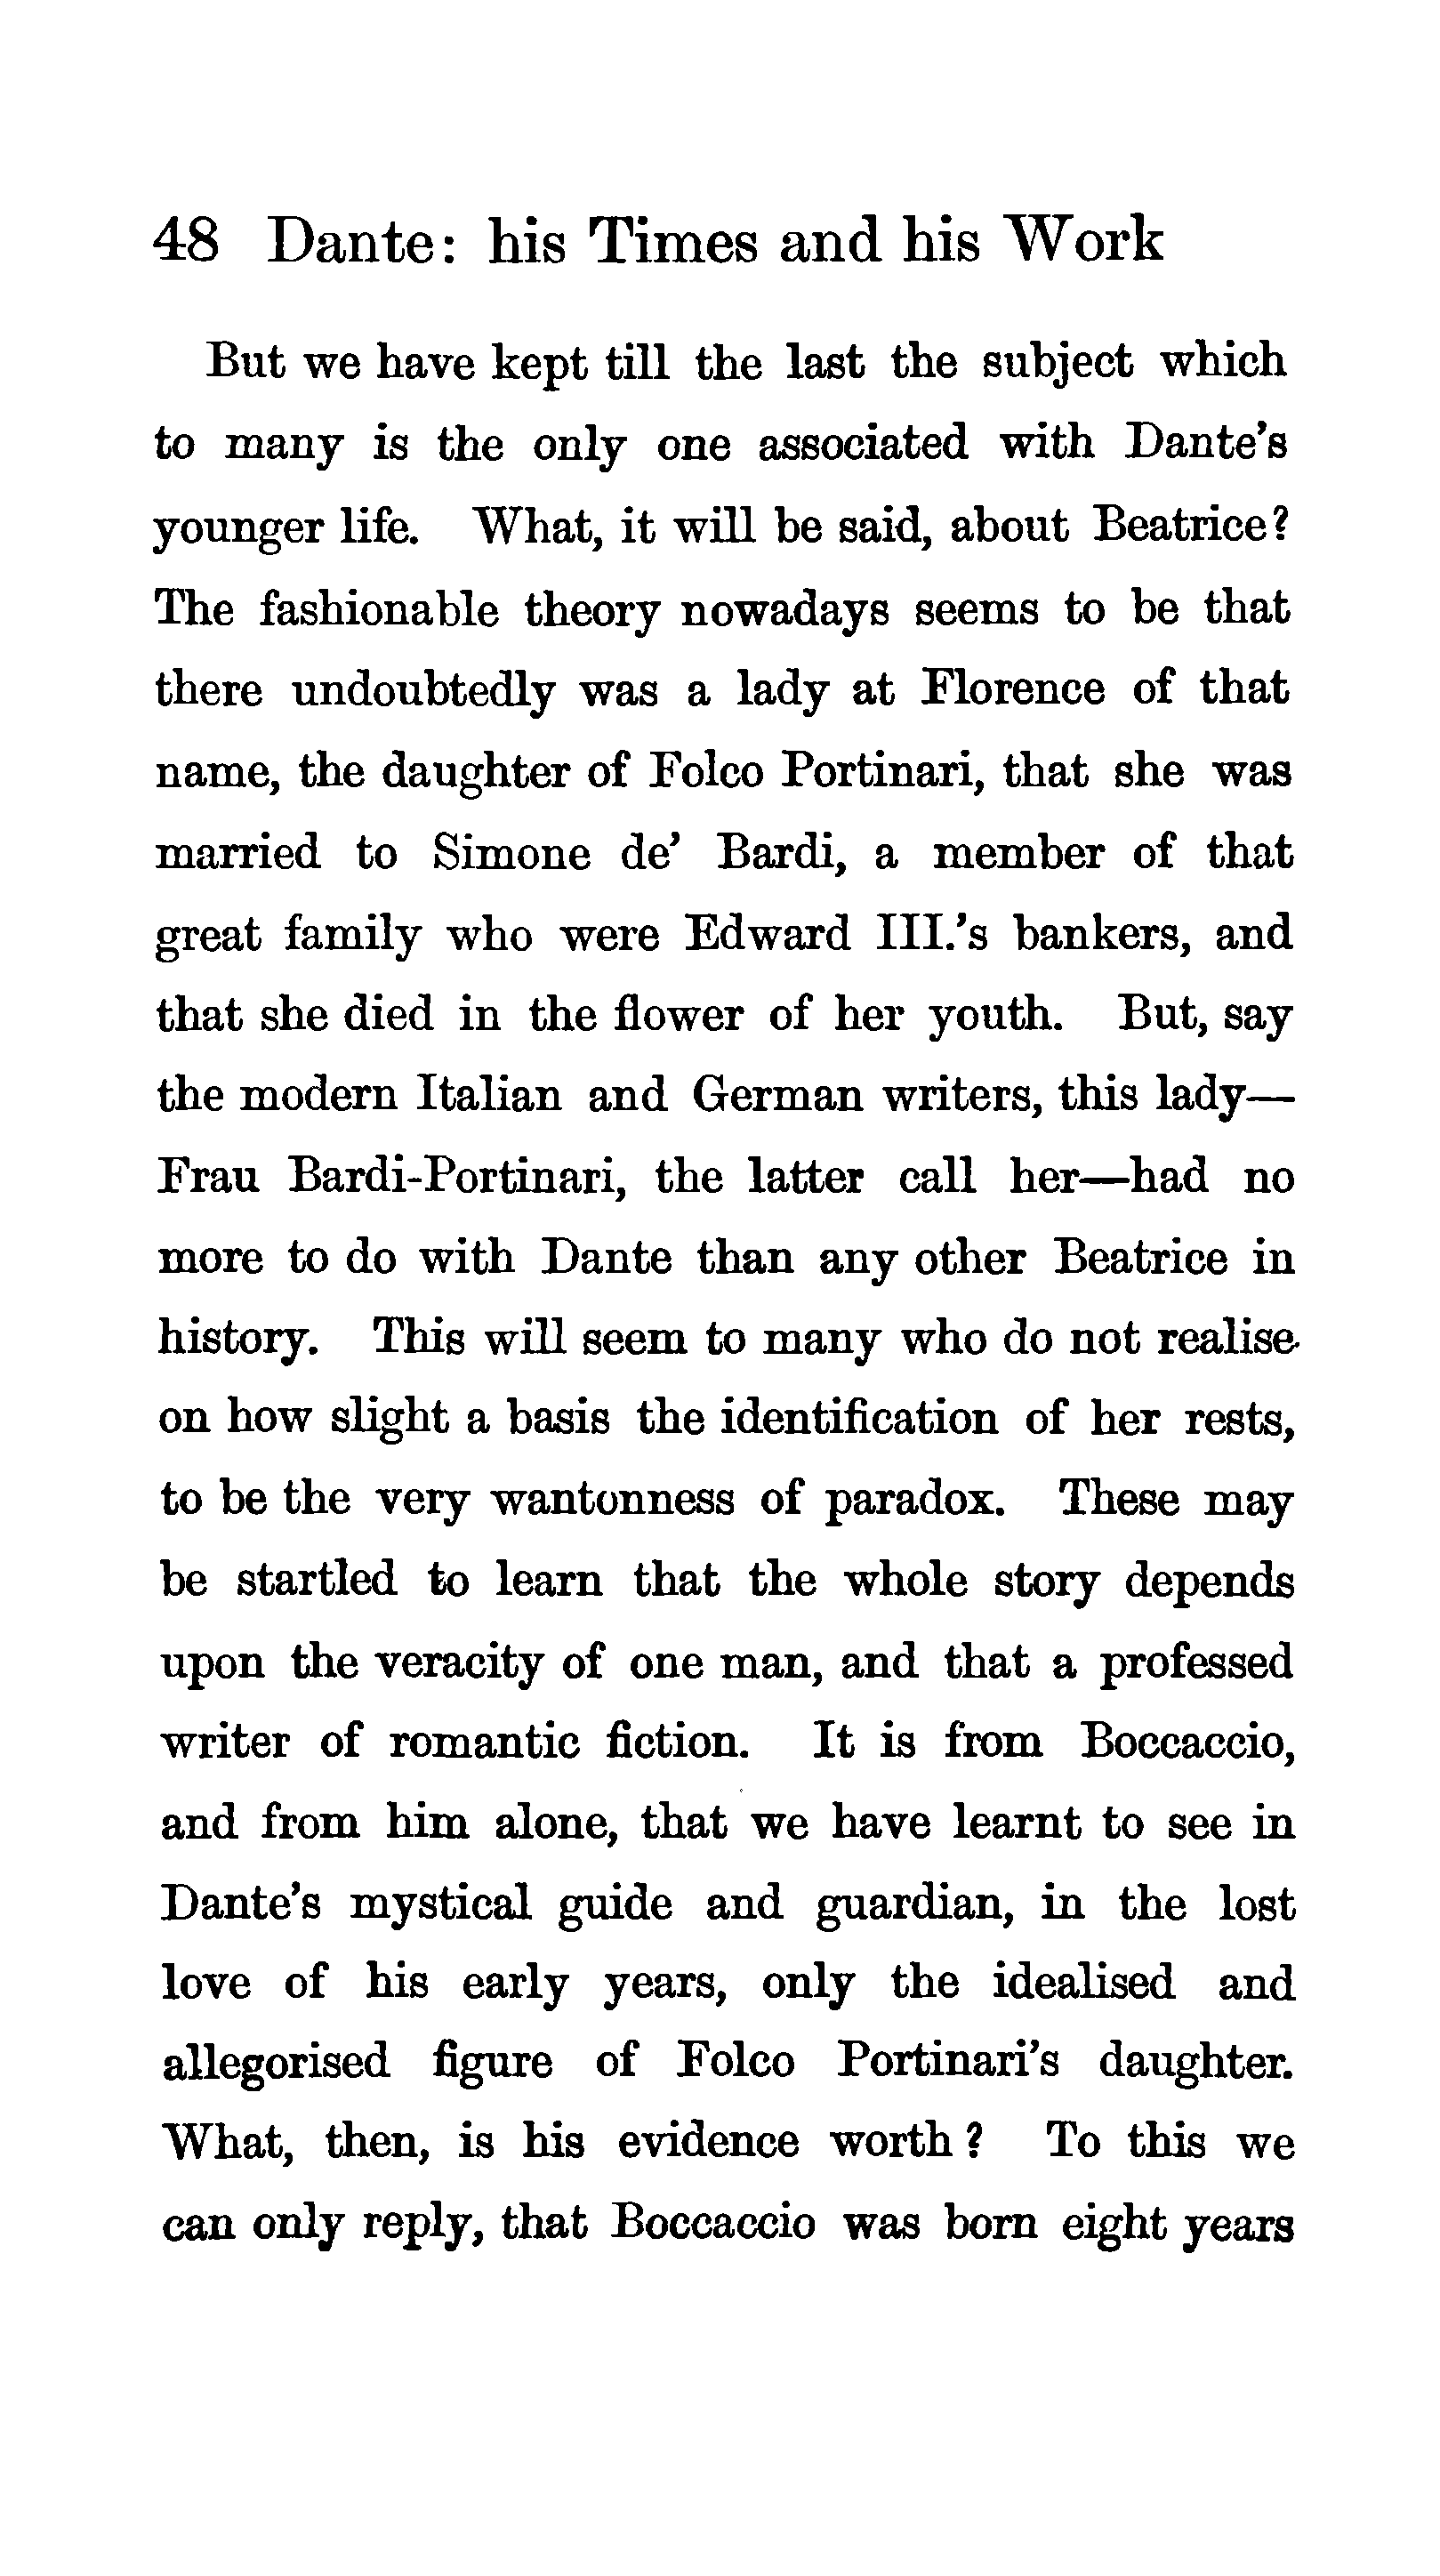 48 Dante: his Times and his Work
But we have kept till the last the subject which
to many is the only one associated with Dante's
younger life. What, it will be said, about Beatrice?
The fashionable theory nowadays seems to be that
there undoubtedly was a lady at Florence of that
name, the daughter of Folco Portinari, that she was
married to Simone de' Bardi, a member of that
great family who were Edward III.'s bankers, and
that she died in the flower of her youth. But, say
the modern Italian and German writers, this lady—
Frau Bardi-Portinari, the latter call her—had no
more to do with Dante than any other Beatrice in
history. This will seem to many who do not realise
on how slight a basis the identification of her rests,
to be the very wantonness of paradox. These may
be startled to learn that the whole story depends
upon the veracity of one man, and that a professed
writer of romantic fiction. It is from Boccaccio,
and from him alone, that we have learnt to see in
Dante's mystical guide and guardian, in the lost
love of his early years, only the idealised and
allegorised figure of Folco Portinari's daughter.
What, then, is his evidence worth? To this we
can only reply, that Boccaccio was born eight years